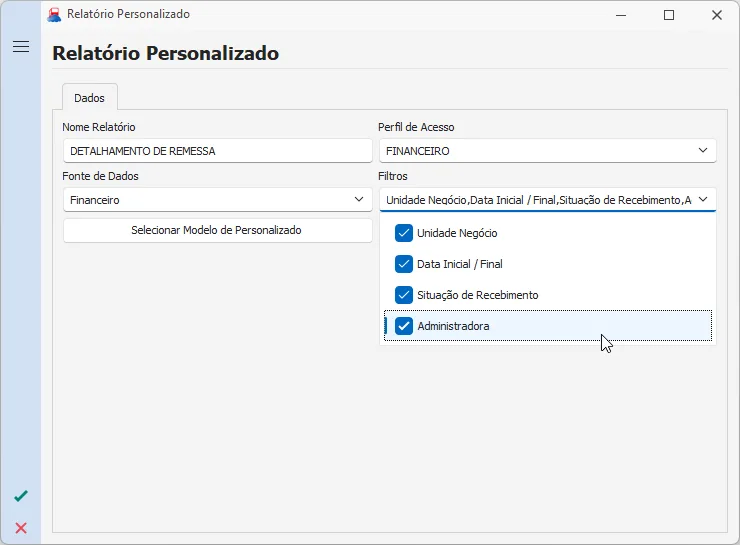 Relatório Personalizado
Relatório Personalizado
Dados
Nome Relatório
Perfil de Acesso
DETALHAMENTO DE REMESSA
FINANCEIRO
Fonte de Dados
Filtros
Financeiro
Unidade Negócio,Data Inicial / Final,Situação de Recebimento,A
Selecionar Modelo de Personalizado
Unidade Negócio
Data Inicial / Final
Situação de Recebimento
Administradora